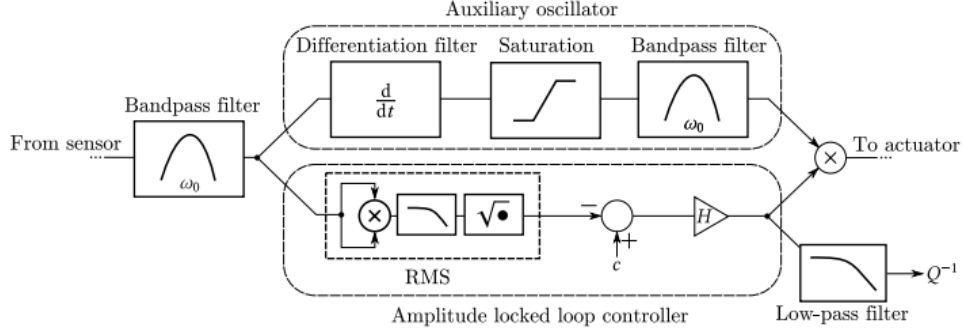 Auxiliary oscillator
Differentiation filter
Saturation
Bandpass filter
d
dt
ω₀
Bandpass filter
From sensor
ω₀
×
To actuator
×
√•
−
H
+
c
RMS
Q⁻¹
Low-pass filter
Amplitude locked loop controller